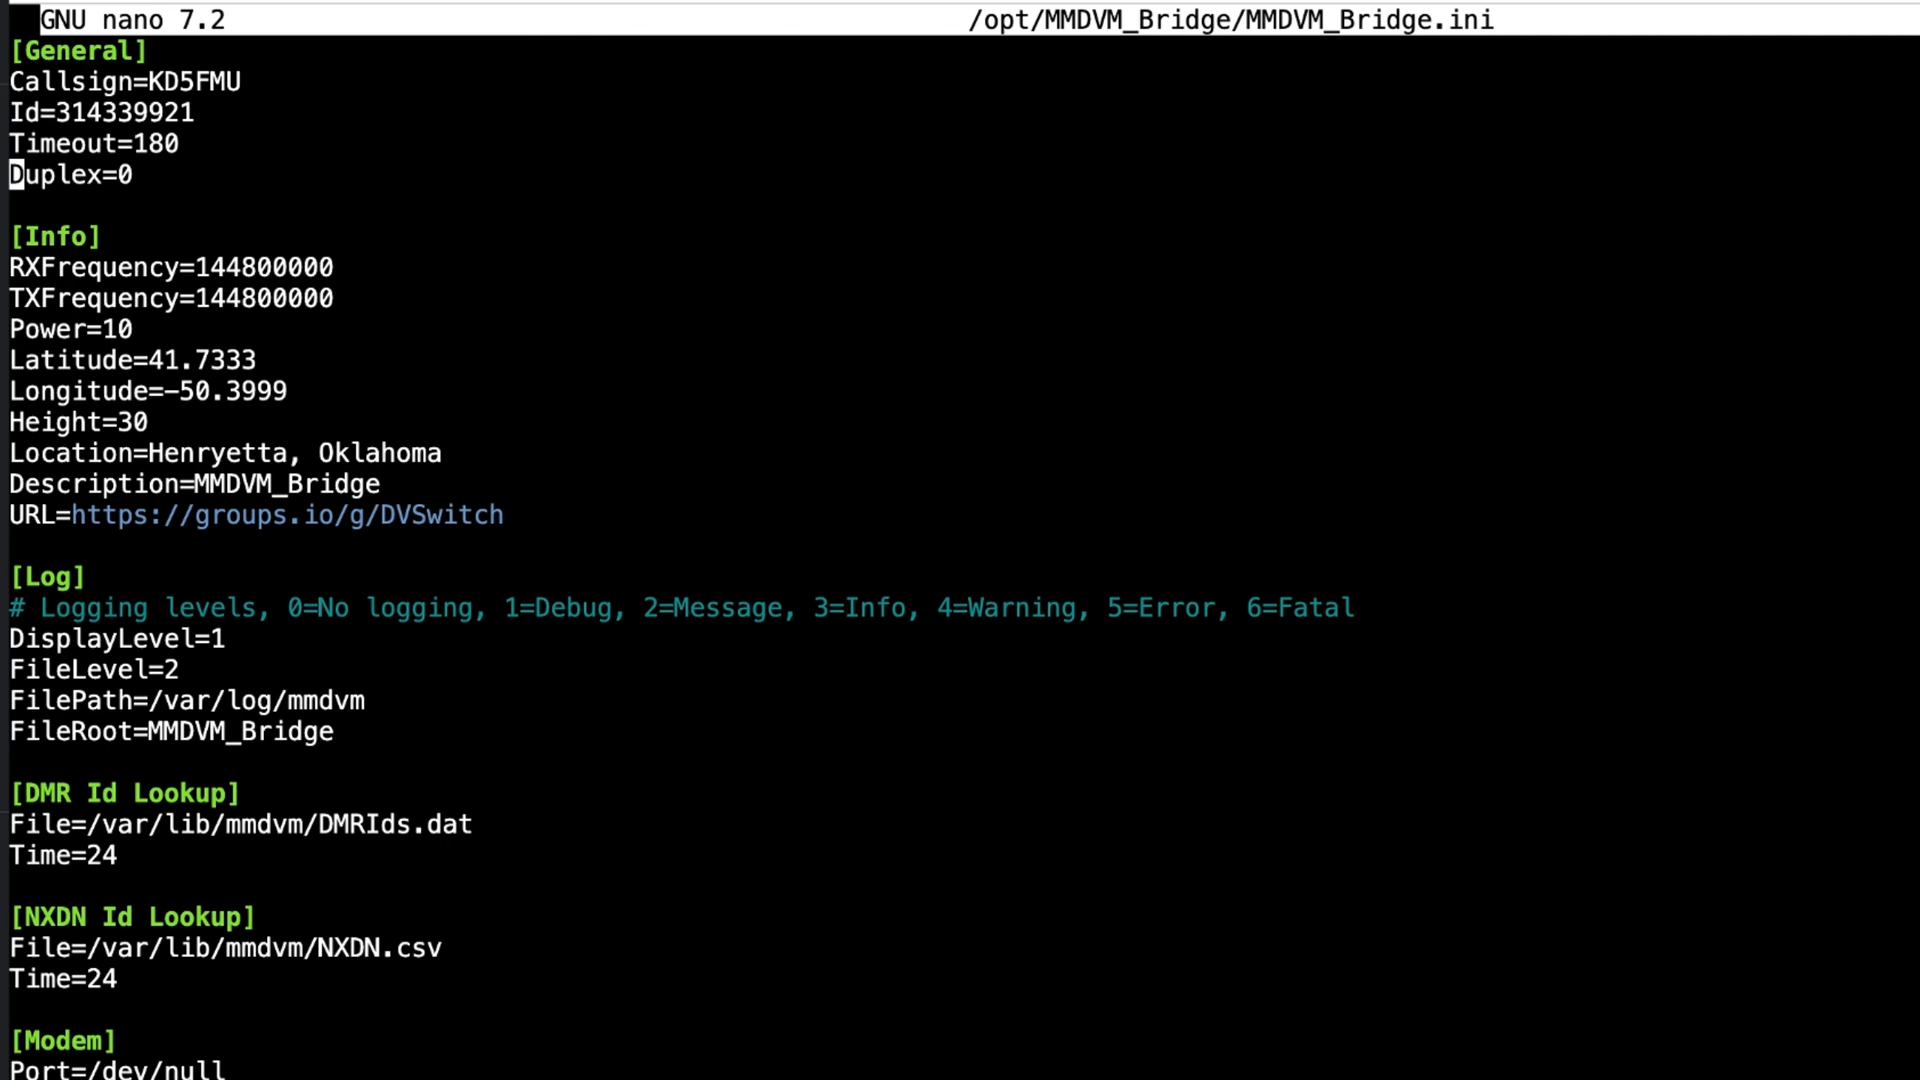 GNU nano 7.2 /opt/MMDVM_Bridge/MMDVM_Bridge.ini
[General]
Callsign=KD5FMU
Id=314339921
Timeout=180
Duplex=0
[Info]
RXFrequency=144800000
TXFrequency=144800000
Power=10
Latitude=41.7333
Longitude=-50.3999
Height=30
Location=Henryetta, Oklahoma
Description=MMDVM_Bridge
URL=https://groups.io/g/DVSwitch
[Log]
# Logging levels, 0=No logging, 1=Debug, 2=Message, 3=Info, 4=Warning, 5=Error, 6=Fatal
DisplayLevel=1
FileLevel=2
FilePath=/var/log/mmdvm
FileRoot=MMDVM_Bridge
[DMR Id Lookup]
File=/var/lib/mmdvm/DMRIds.dat
Time=24
[NXDN Id Lookup]
File=/var/lib/mmdvm/NXDN.csv
Time=24
[Modem]
Port=/dev/null